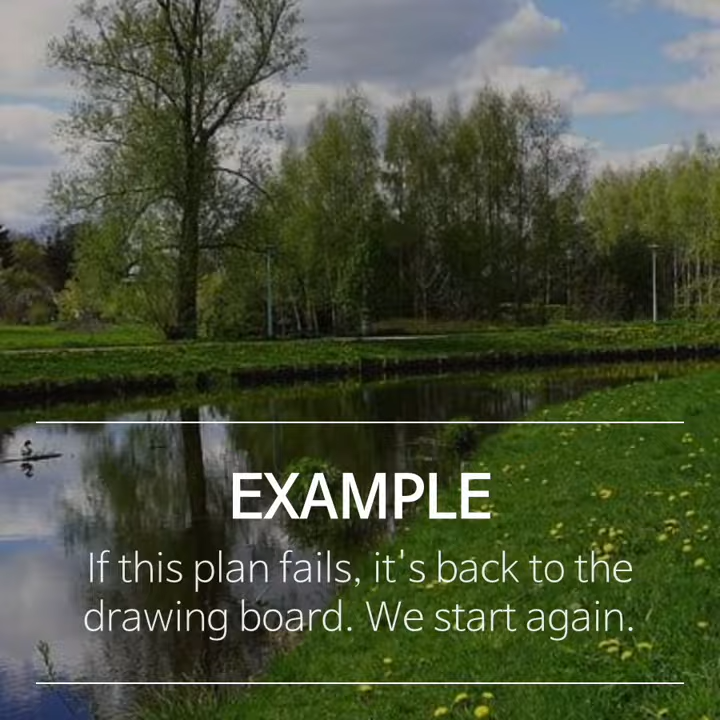 EXAMPLE
If this plan fails, it's back to the
drawing board. We start again.